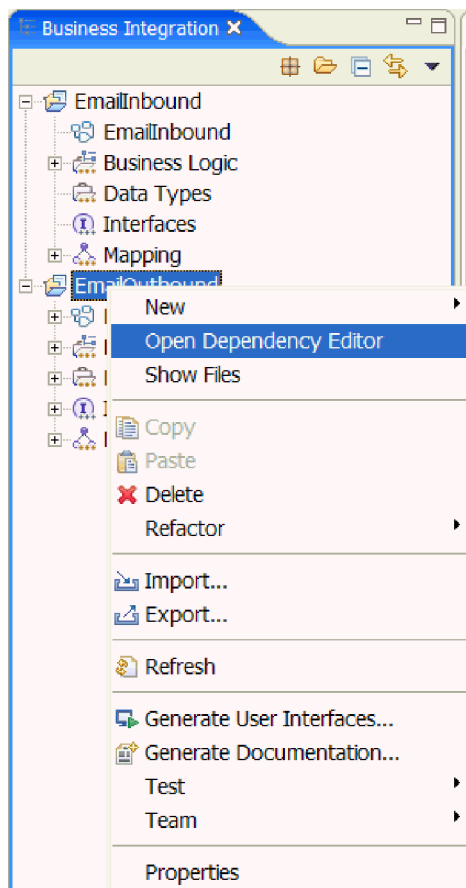 Business Integration
EmailInbound
EmailInbound
Business Logic
Data Types
Interfaces
Mapping
EmailOutbound
New
Open Dependency Editor
Show Files
Copy
Paste
Delete
Refactor
Import...
Export...
Refresh
Generate User Interfaces...
Generate Documentation...
Test
Team
Properties